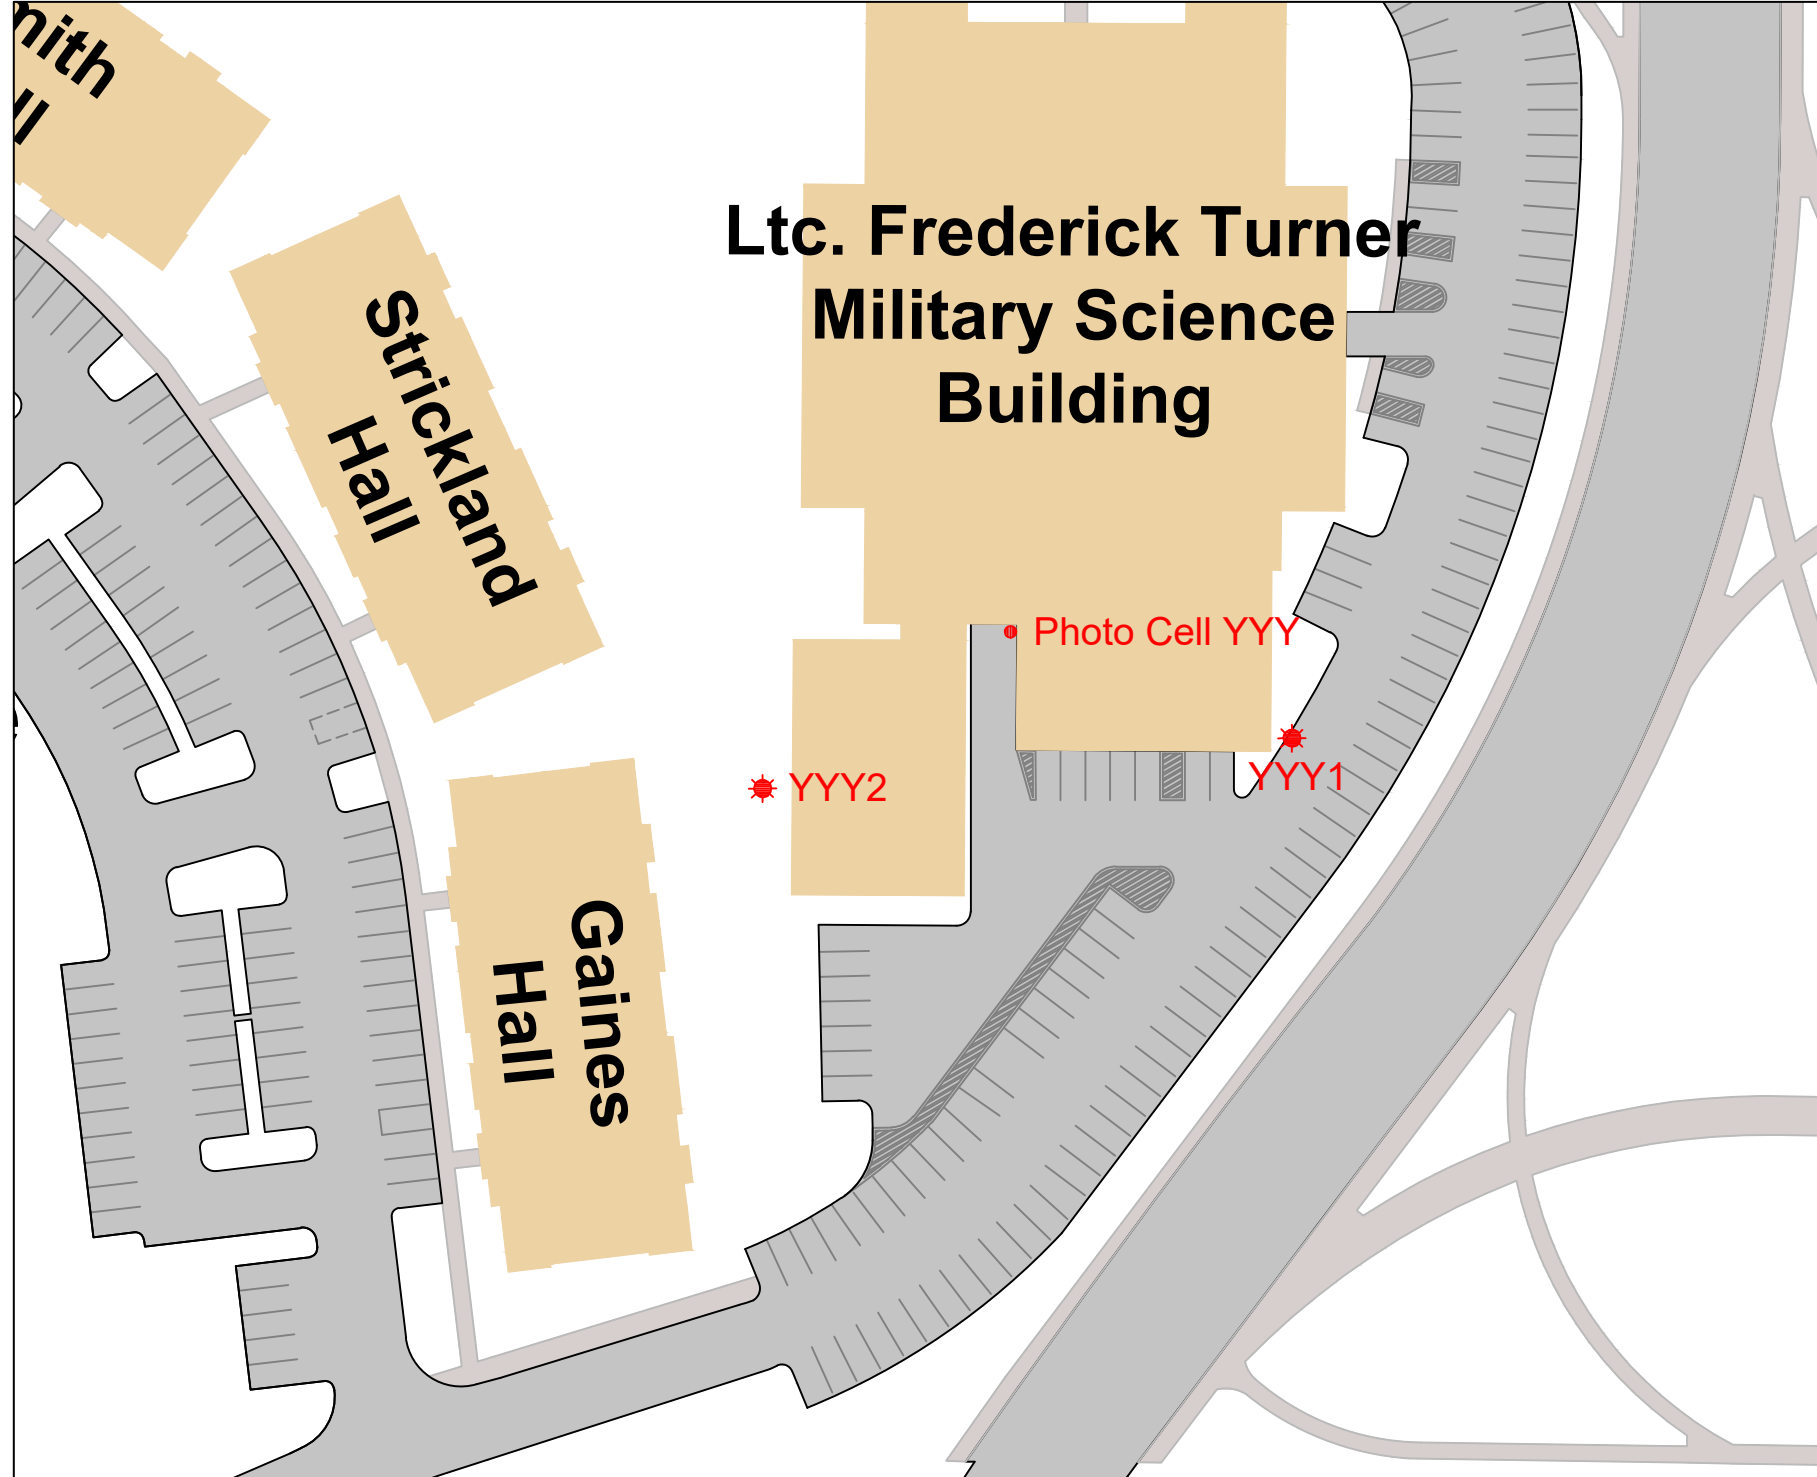 Ltc. Frederick Turner
Military Science
Building
Strickland
Hall
Photo Cell YYY
YYY1
YYY2
Gaines
Hall